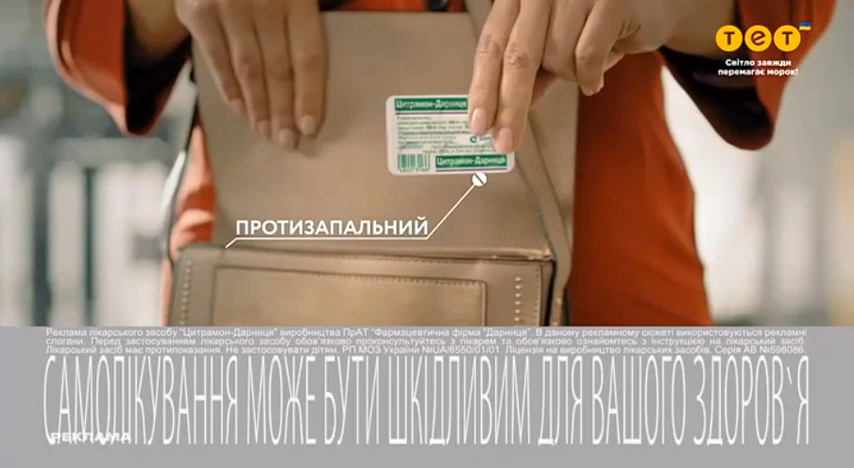 ТЕТ
Світло завжди
перемагає морок!
Цитрамон-Дарниця
Цитрамон-Дарниця
ПРОТИЗАПАЛЬНИЙ
Реклама лікарського засобу "Цитрамон-Дарниця" виробництва ПрАТ "Фармацевтична фірма "Дарниця". В даному рекламному сюжеті використовуються рекламні
слогани. Перед застосуванням лікарського засобу обов'язково проконсультуйтесь з лікарем та обов'язково ознайомтесь з інструкцією на лікарський засіб.
Лікарський засіб має протипоказання. Не застосовувати дітям. РП МОЗ України №UA/6550/01/01. Ліцензія на виробництво лікарських засобів. Серія АВ №598086.
САМОЛІКУВАННЯ МОЖЕ БУТИ ШКІДЛИВИМ ДЛЯ ВАШОГО ЗДОРОВ`Я
РЕКЛАМА